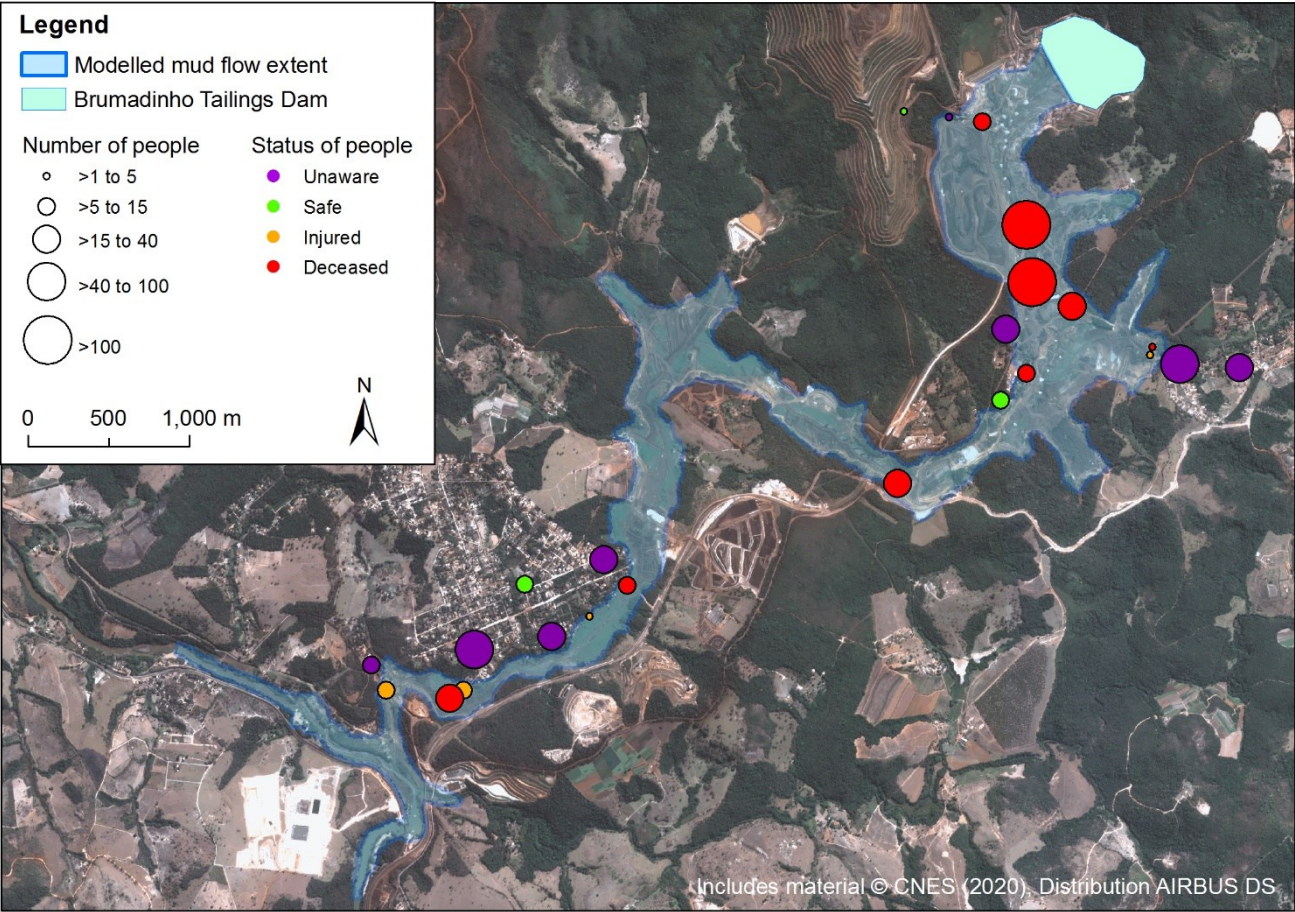 Legend
Modelled mud flow extent
Brumadinho Tailings Dam
Number of people
>1 to 5
>5 to 15
>15 to 40
>40 to 100
>100
Status of people
Unaware
Safe
Injured
Deceased
N
0 500 1,000 m
Includes material © CNES (2020), Distribution AIRBUS DS